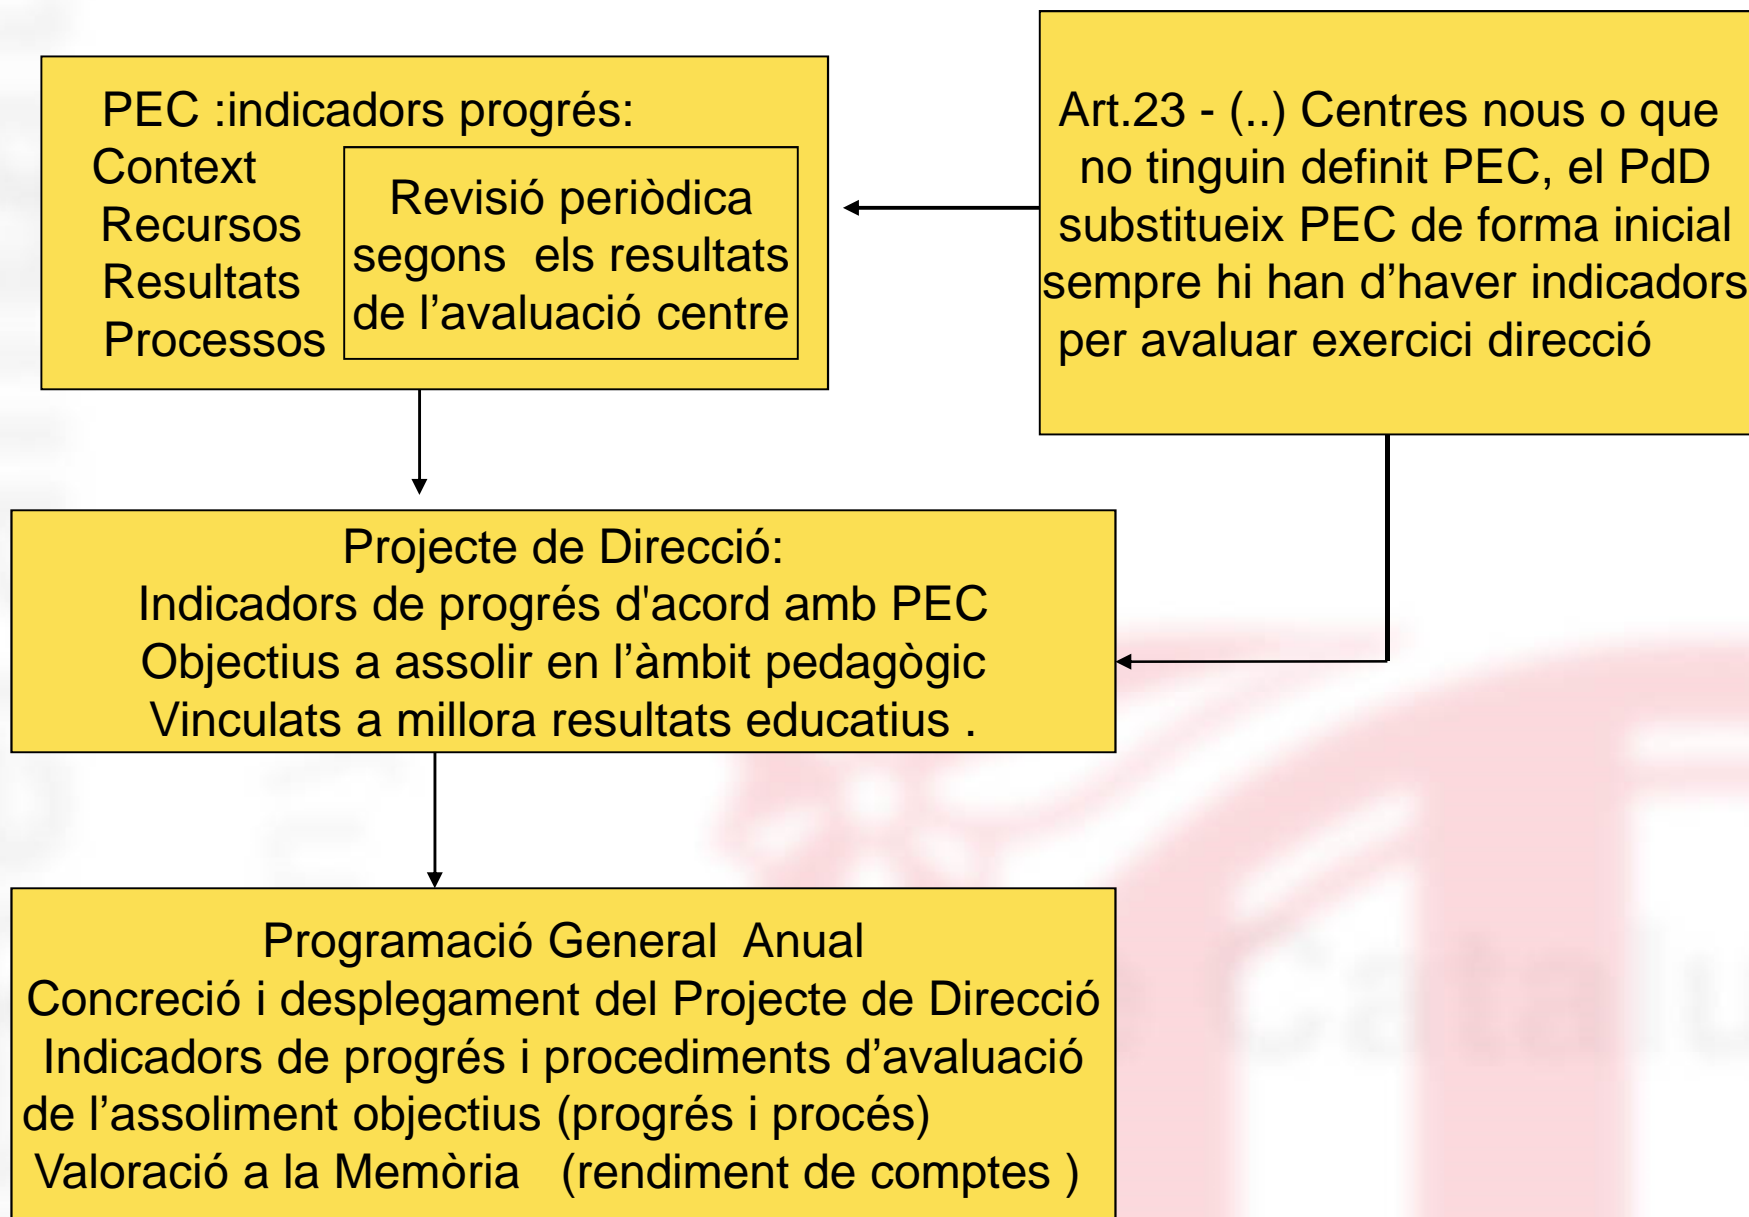 PEC :indicadors progrés:
Context
Recursos
Resultats
Processos
Revisió periòdica
segons els resultats
de l’avaluació centre
Art.23 - (..) Centres nous o que
no tinguin definit PEC, el PdD
substitueix PEC de forma inicial
sempre hi han d’haver indicadors
per avaluar exercici direcció
Projecte de Direcció:
Indicadors de progrés d'acord amb PEC
Objectius a assolir en l’àmbit pedagògic
Vinculats a millora resultats educatius .
Programació General Anual
Concreció i desplegament del Projecte de Direcció
Indicadors de progrés i procediments d’avaluació
de l’assoliment objectius (progrés i procés)
Valoració a la Memòria (rendiment de comptes )
e Catalu